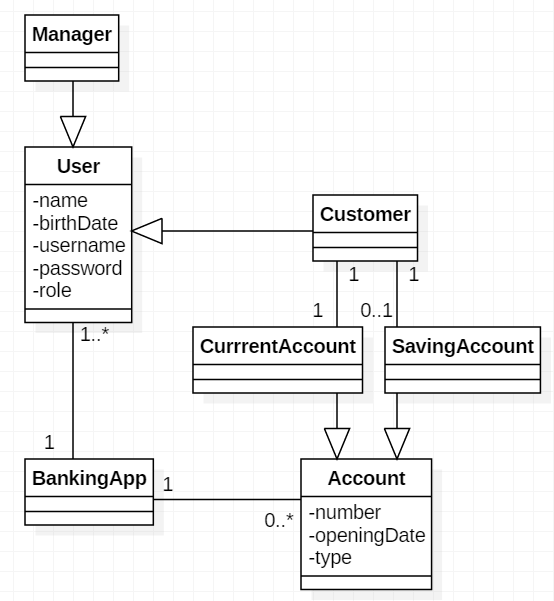 Manager
User
-name
-birthDate
-username
-password
-role
Customer
1
1
1
0..1
1..*
CurrrentAccount
SavingAccount
1
BankingApp
1
0..*
Account
-number
-openingDate
-type